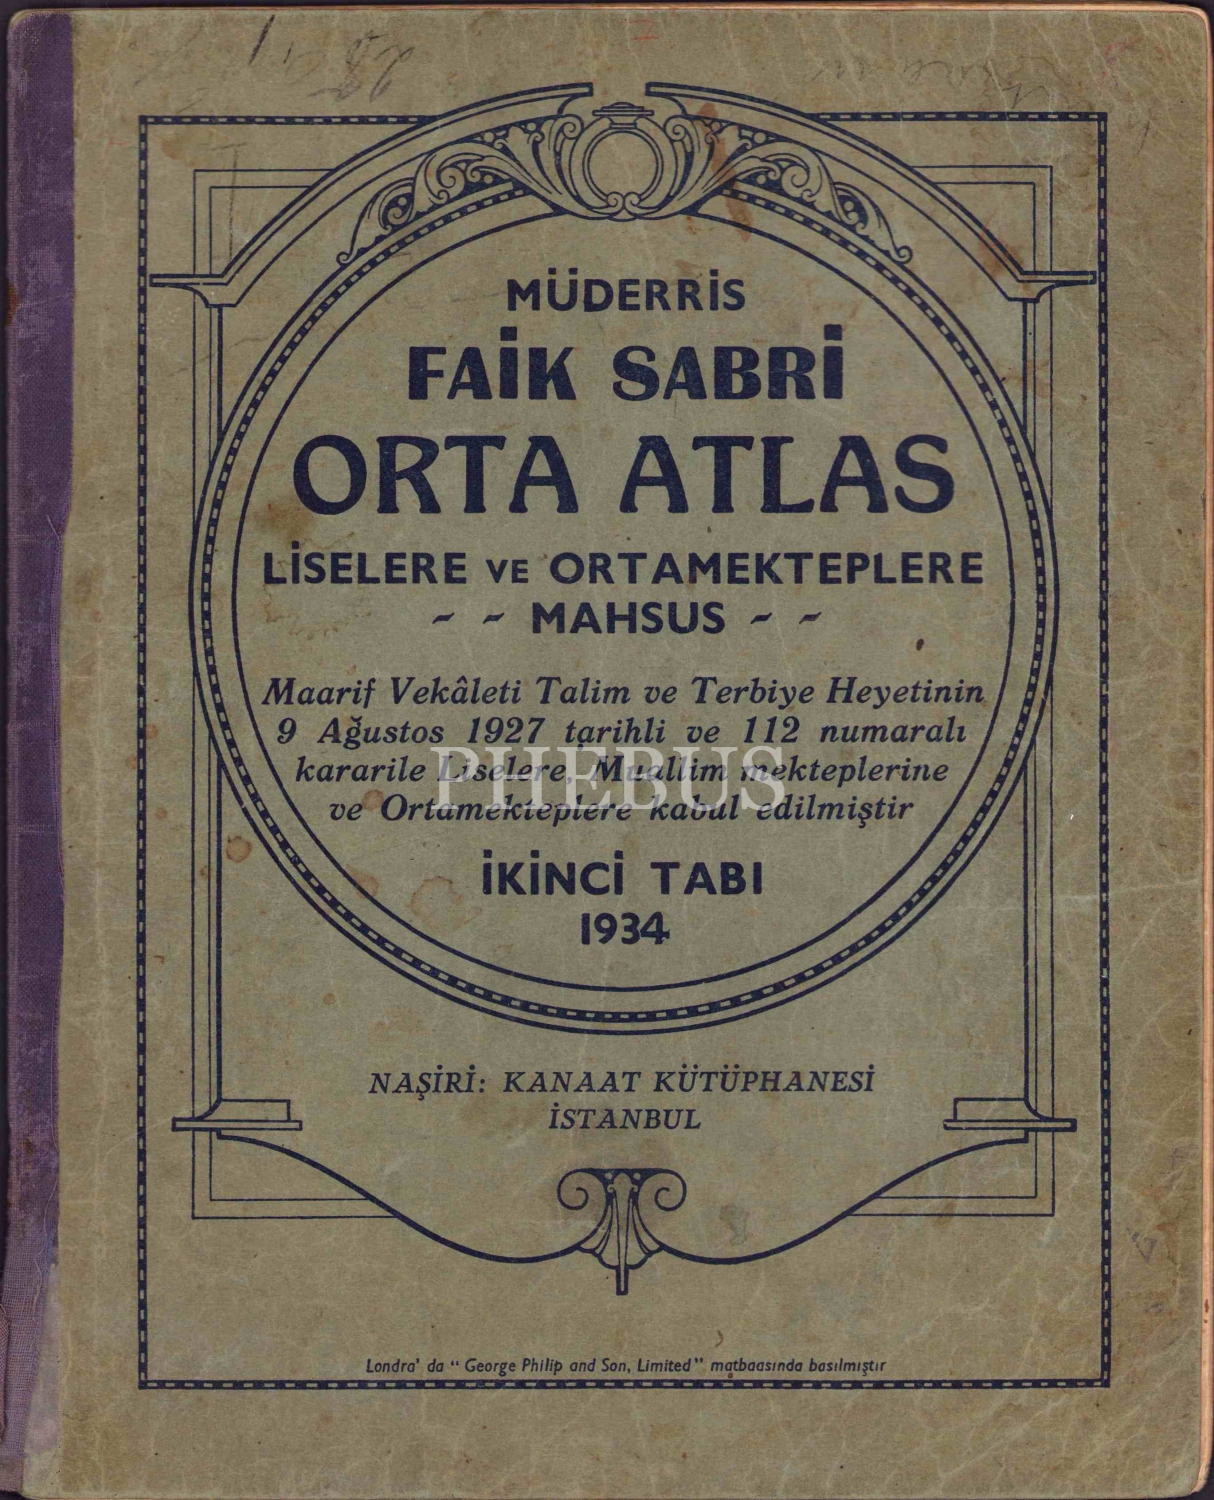 MÜDERRİS
FAİK SABRİ
ORTA ATLAS
LİSELERE VE ORTAMEKTEPLERE
- - MAHSUS - -
Maarif Vekâleti Talim ve Terbiye Heyetinin
9 Ağustos 1927 tarihli ve 112 numaralı
kararile Liselere, Muallim mekteplerine
ve Ortamekteplere kabul edilmiştir
PHEBUS
İKİNCİ TABI
1934
NAŞİRİ: KANAAT KÜTÜPHANESİ
İSTANBUL
Londra' da “ George Philip and Son, Limited ” matbaasında basılmıştır